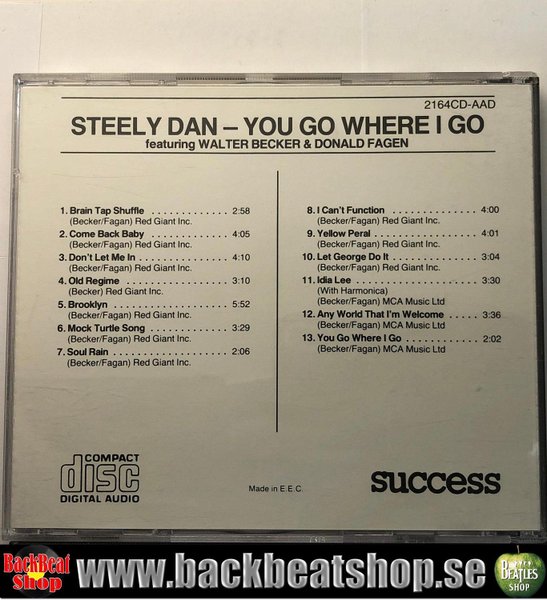 2164CD-AAD
STEELY DAN – YOU GO WHERE I GO
featuring WALTER BECKER & DONALD FAGEN
1. Brain Tap Shuffle ............ 2:58
(Becker/Fagan) Red Giant Inc.
2. Come Back Baby ............ 4:05
(Becker/Fagan) Red Giant Inc.
3. Don't Let Me In ............ 4:10
(Becker/Fagan) Red Giant Inc.
4. Old Regime ............ 3:10
(Becker) Red Giant Inc.
5. Brooklyn ............ 5:52
(Becker/Fagan) Red Giant Inc.
6. Mock Turtle Song ............ 3:29
(Becker/Fagan) Red Giant Inc.
7. Soul Rain ............ 2:06
(Becker/Fagan) Red Giant Inc.
8. I Can't Function ............ 4:00
(Becker/Fagan) Red Giant Inc.
9. Yellow Peral ............ 4:01
(Becker/Fagan) Red Giant Inc.
10. Let George Do It ............ 3:04
(Becker/Fagan) Red Giant Inc.
11. Idia Lee ............ 3:30
(With Harmonica)
(Becker/Fagan) MCA Music Ltd
12. Any World That I'm Welcome .... 3:36
(Becker/Fagan) MCA Music Ltd
13. You Go Where I Go ............ 2:02
(Becker/Fagan) MCA Music Ltd
COMPACT
disc
DIGITAL AUDIO
Made in E.E.C.
success
BackBeat
Shop
www.backbeatshop.se
BEATLES
SHOP